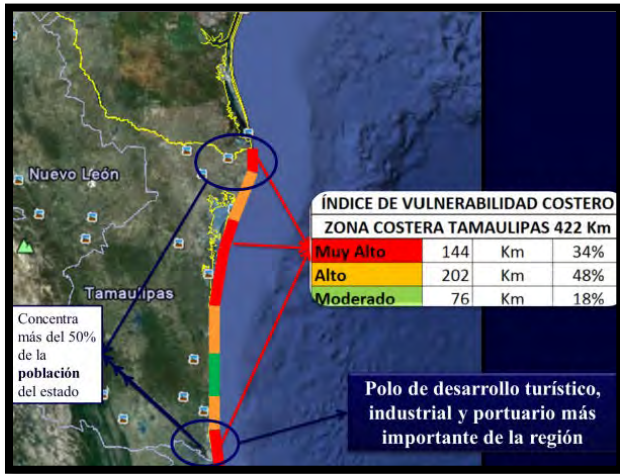 Nuevo León
Tamaulipas
ÍNDICE DE VULNERABILIDAD COSTERO
ZONA COSTERA TAMAULIPAS 422 Km
Muy Alto 144 Km 34%
Alto 202 Km 48%
Moderado 76 Km 18%
Concentra
más del 50%
de la
población
del estado
Polo de desarrollo turístico,
industrial y portuario más
importante de la región